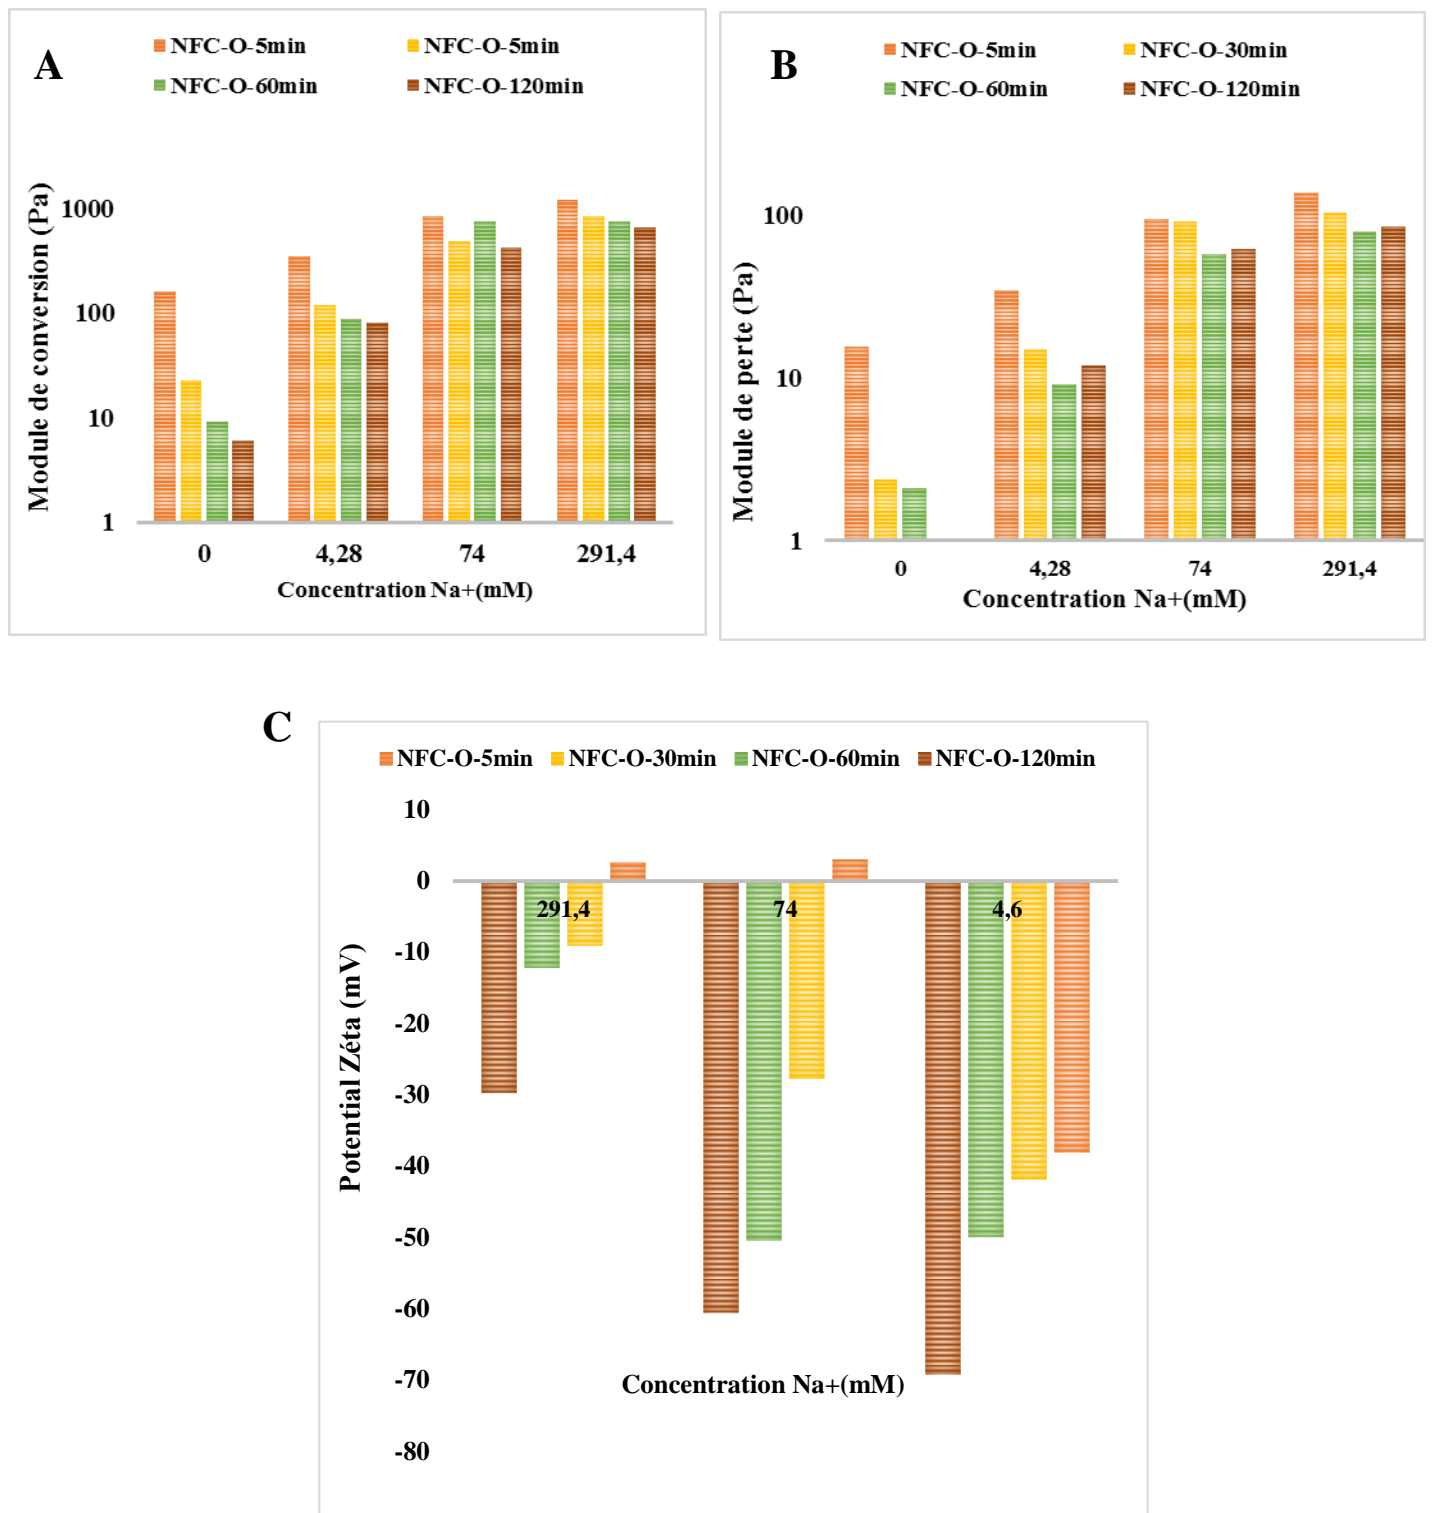 A
NFC-O-5min NFC-O-5min
NFC-O-60min NFC-O-120min
Module de conversion (Pa)
1000
100
10
1
0 4,28 74 291,4
Concentration Na+(mM)
B
NFC-O-5min NFC-O-30min
NFC-O-60min NFC-O-120min
Module de perte (Pa)
100
10
1
0 4,28 74 291,4
Concentration Na+(mM)
C
NFC-O-5min NFC-O-30min NFC-O-60min NFC-O-120min
Potential Zéta (mV)
10
0
-10
-20
-30
-40
-50
-60
-70
-80
291,4 74 4,6
Concentration Na+(mM)